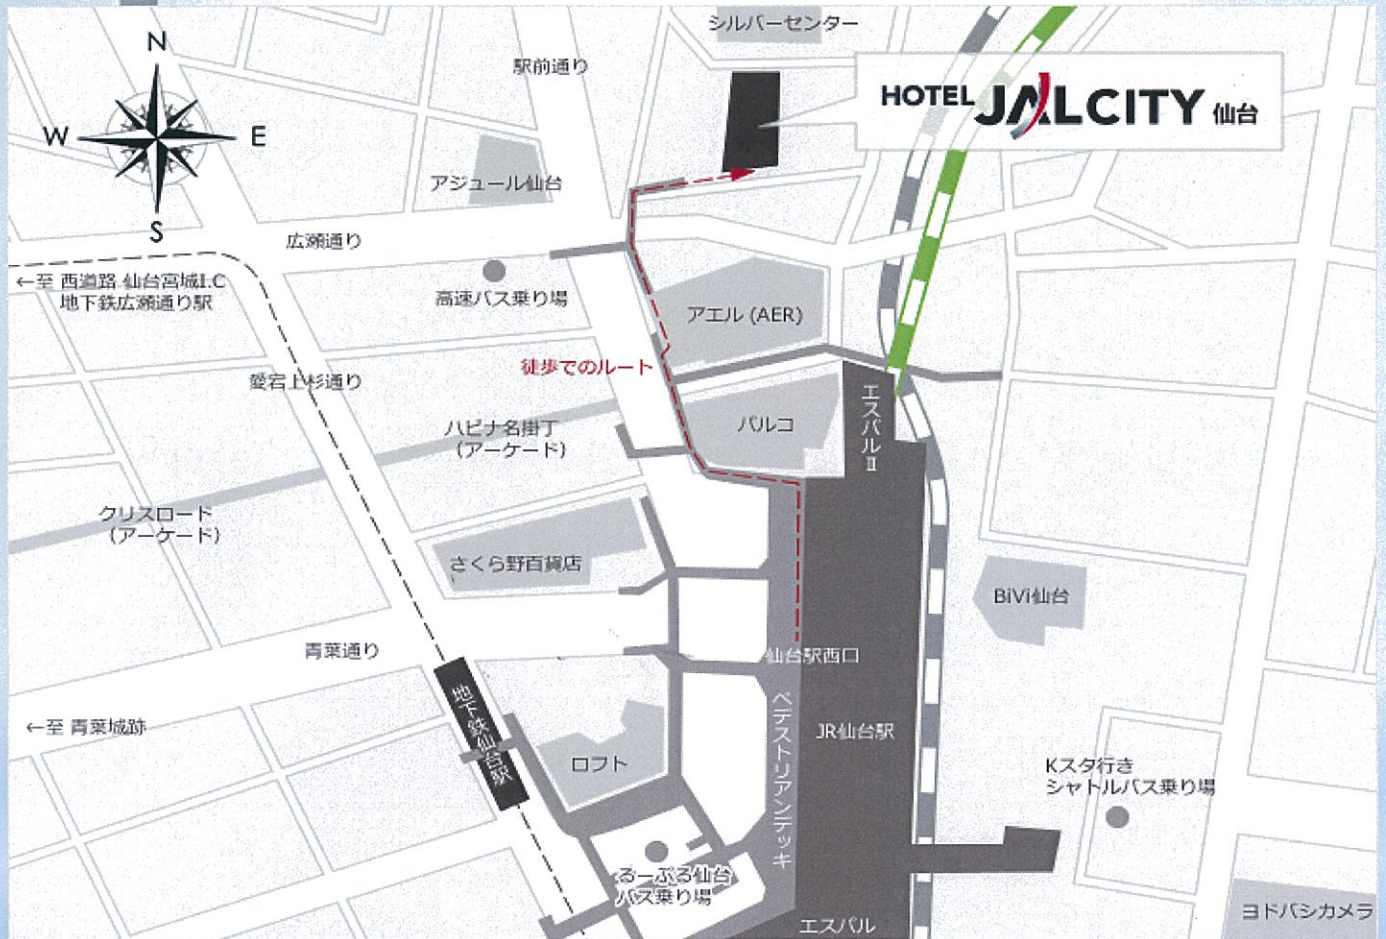 シルバーセンター
N
W
E
S
駅前通り
HOTEL JALCITY 仙台
アジュール仙台
広瀬通り
←至 西道路 仙台宮城I.C
地下鉄広瀬通り駅
高速バス乗り場
アエル (AER)
徒歩でのルート
愛宕上杉通り
エスパルⅡ
パルコ
ハピナ名掛丁
(アーケード)
クリスロード
(アーケード)
さくら野百貨店
BiVi仙台
青葉通り
仙台駅西口
←至 青葉城跡
地下鉄仙台駅
ペデストリアンデッキ
JR仙台駅
ロフト
Kスタ行き
シャトルバス乗り場
るーぷる仙台
バス乗り場
エスパル
ヨドバシカメラ